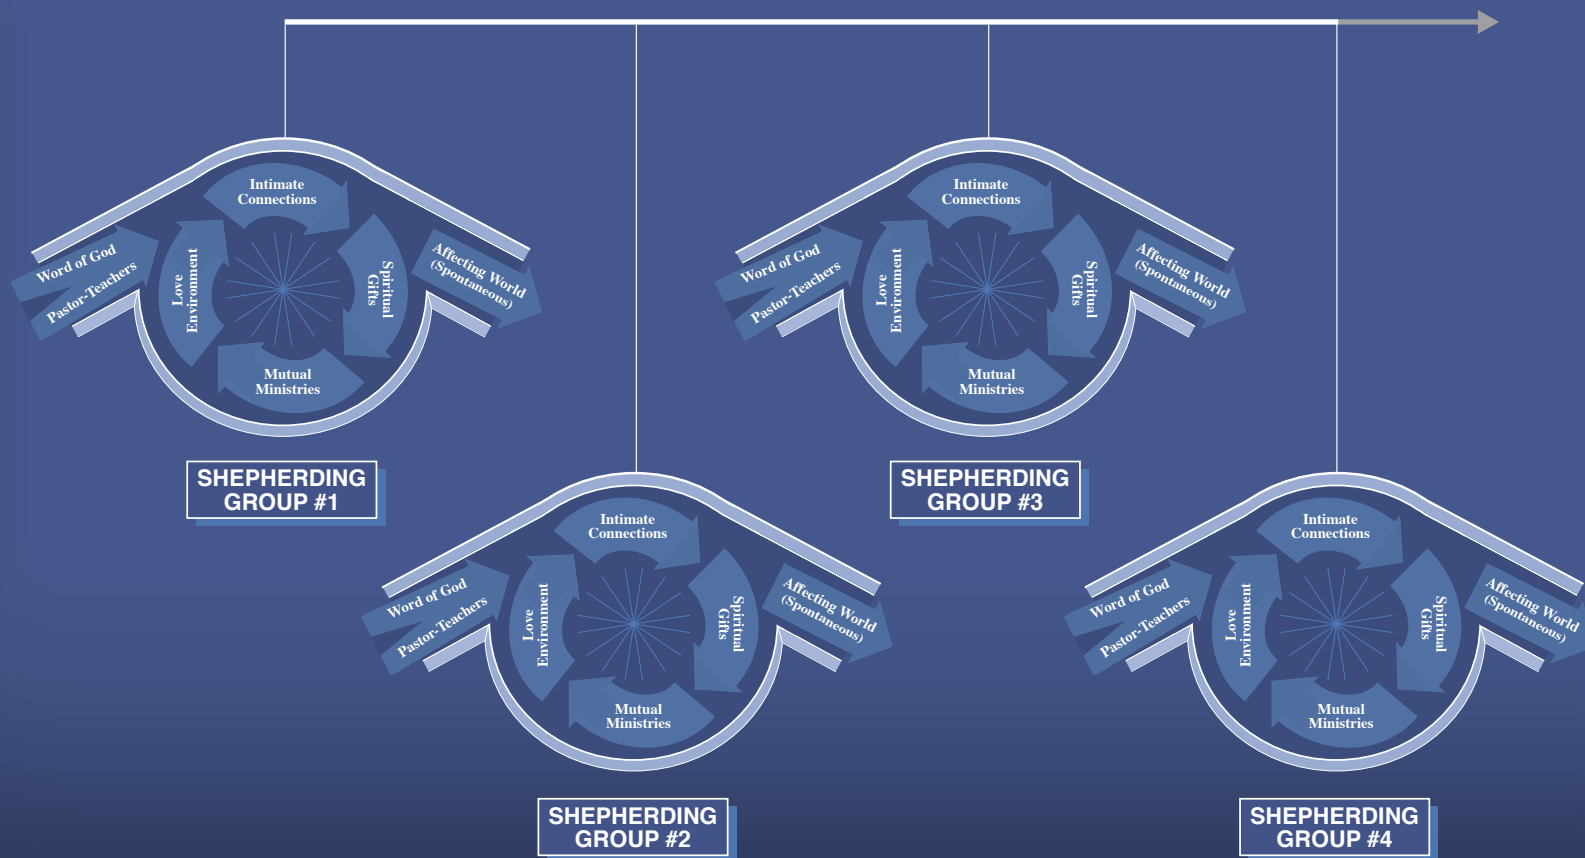 Intimate
Connections
Word of God
Pastor-Teachers
Love
Environment
Spiritual
Gifts
Affecting World
(Spontaneous)
Mutual
Ministries
SHEPHERDING
GROUP #1
Intimate
Connections
Word of God
Pastor-Teachers
Love
Environment
Spiritual
Gifts
Affecting World
(Spontaneous)
Mutual
Ministries
SHEPHERDING
GROUP #2
Intimate
Connections
Word of God
Pastor-Teachers
Love
Environment
Spiritual
Gifts
Affecting World
(Spontaneous)
Mutual
Ministries
SHEPHERDING
GROUP #3
Intimate
Connections
Word of God
Pastor-Teachers
Love
Environment
Spiritual
Gifts
Affecting World
(Spontaneous)
Mutual
Ministries
SHEPHERDING
GROUP #4